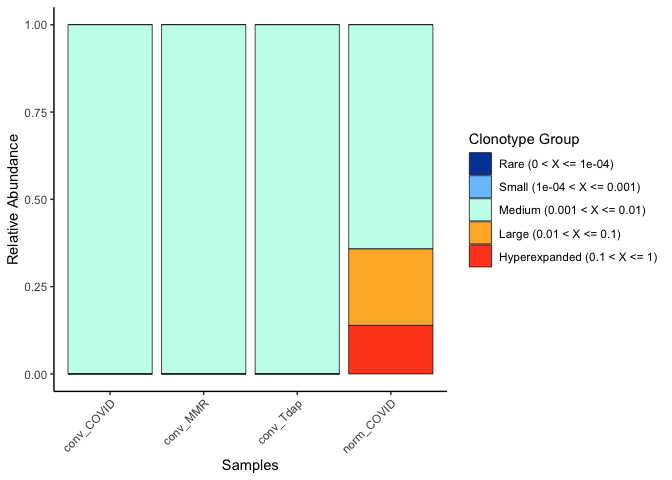 Relative Abundance
1.00
0.75
0.50
0.25
0.00
conv_COVID
conv_MMR
conv_Tdap
norm_COVID
Samples
Clonotype Group
Rare (0 < X <= 1e-04)
Small (1e-04 < X <= 0.001)
Medium (0.001 < X <= 0.01)
Large (0.01 < X <= 0.1)
Hyperexpanded (0.1 < X <= 1)